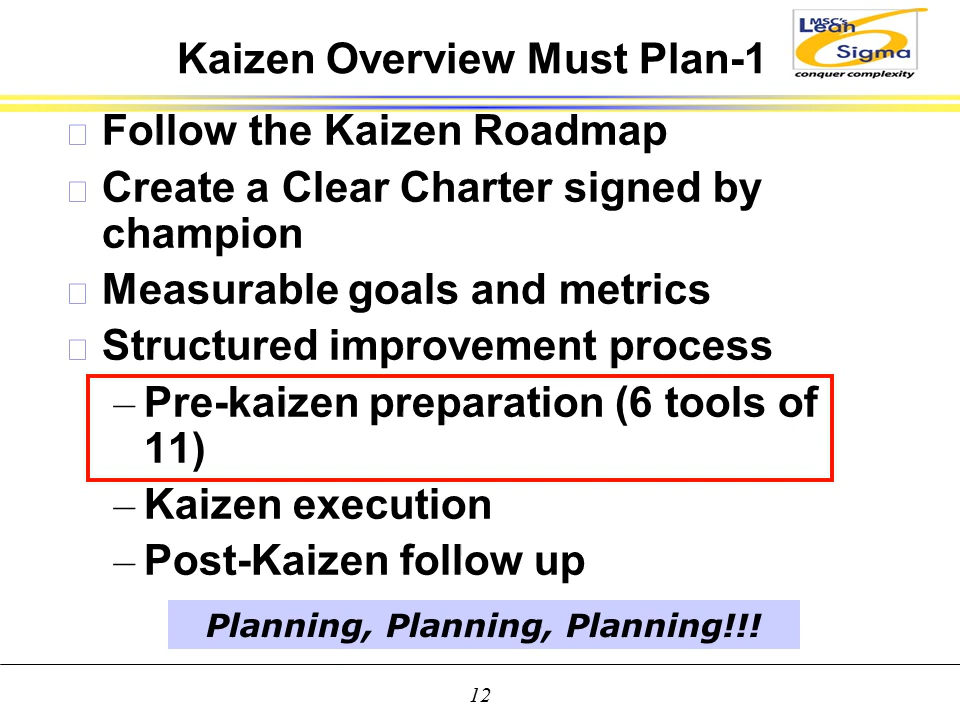 Kaizen Overview Must Plan-1
MSC's
Lean
Sigma
conquer complexity
Follow the Kaizen Roadmap
Create a Clear Charter signed by
champion
Measurable goals and metrics
Structured improvement process
– Pre-kaizen preparation (6 tools of
11)
– Kaizen execution
– Post-Kaizen follow up
Planning, Planning, Planning!!!
12